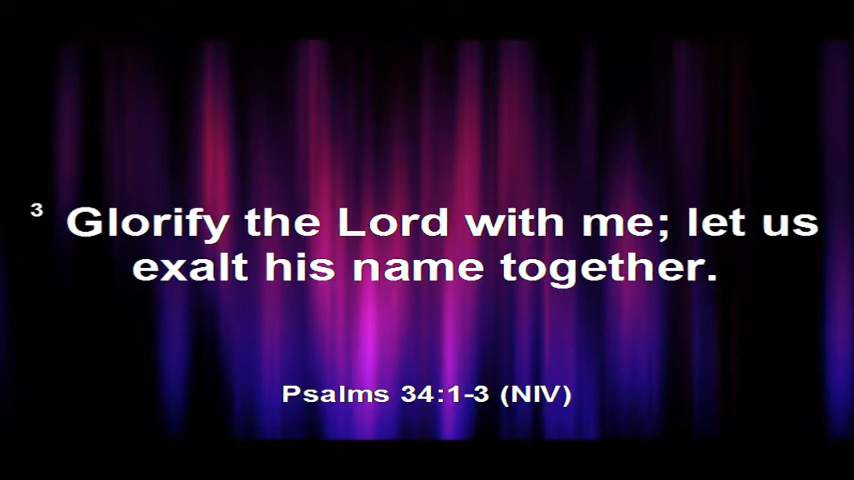 3 Glorify the Lord with me; let us
exalt his name together.
Psalms 34:1-3 (NIV)